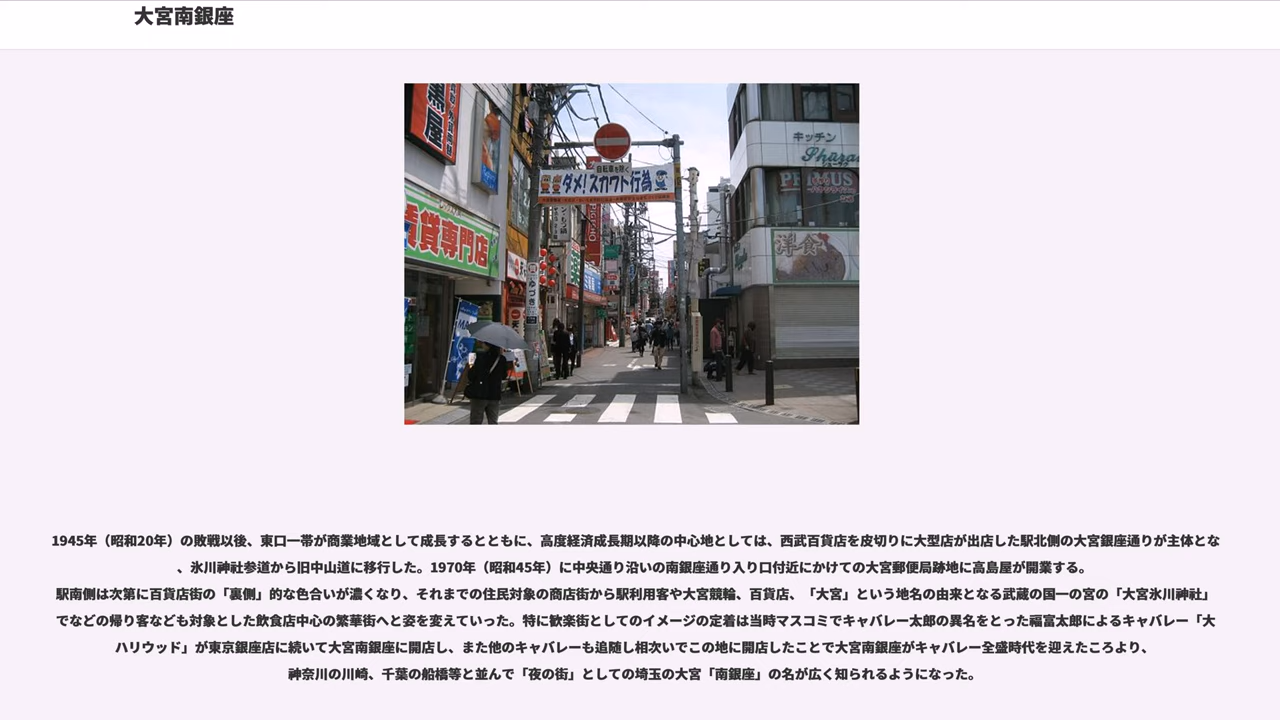 大宮南銀座
黒屋
賃貸専門店
自転車を除く
ダメ!スカウト行為
キッチン
PRIMUS
洋食
1945年（昭和20年）の敗戦以後、東口一帯が商業地域として成長するとともに、高度経済成長期以降の中心地としては、西武百貨店を皮切りに大型店が出店した駅北側の大宮銀座通りが主体とな
、氷川神社参道から旧中山道に移行した。1970年（昭和45年）に中央通り沿いの南銀座通り入り口付近にかけての大宮郵便局跡地に高島屋が開業する。
駅南側は次第に百貨店街の「裏側」的な色合いが濃くなり、それまでの住民対象の商店街から駅利用客や大宮競輪、百貨店、「大宮」という地名の由来となる武蔵の国一の宮の「大宮氷川神社」
でなどの帰り客なども対象とした飲食店中心の繁華街へと姿を変えていった。特に歓楽街としてのイメージの定着は当時マスコミでキャバレー太郎の異名をとった福富太郎によるキャバレー「大
ハリウッド」が東京銀座店に続いて大宮南銀座に開店し、また他のキャバレーも追随し相次いでこの地に開店したことで大宮南銀座がキャバレー全盛時代を迎えたころより、
神奈川の川崎、千葉の船橋等と並んで「夜の街」としての埼玉の大宮「南銀座」の名が広く知られるようになった。